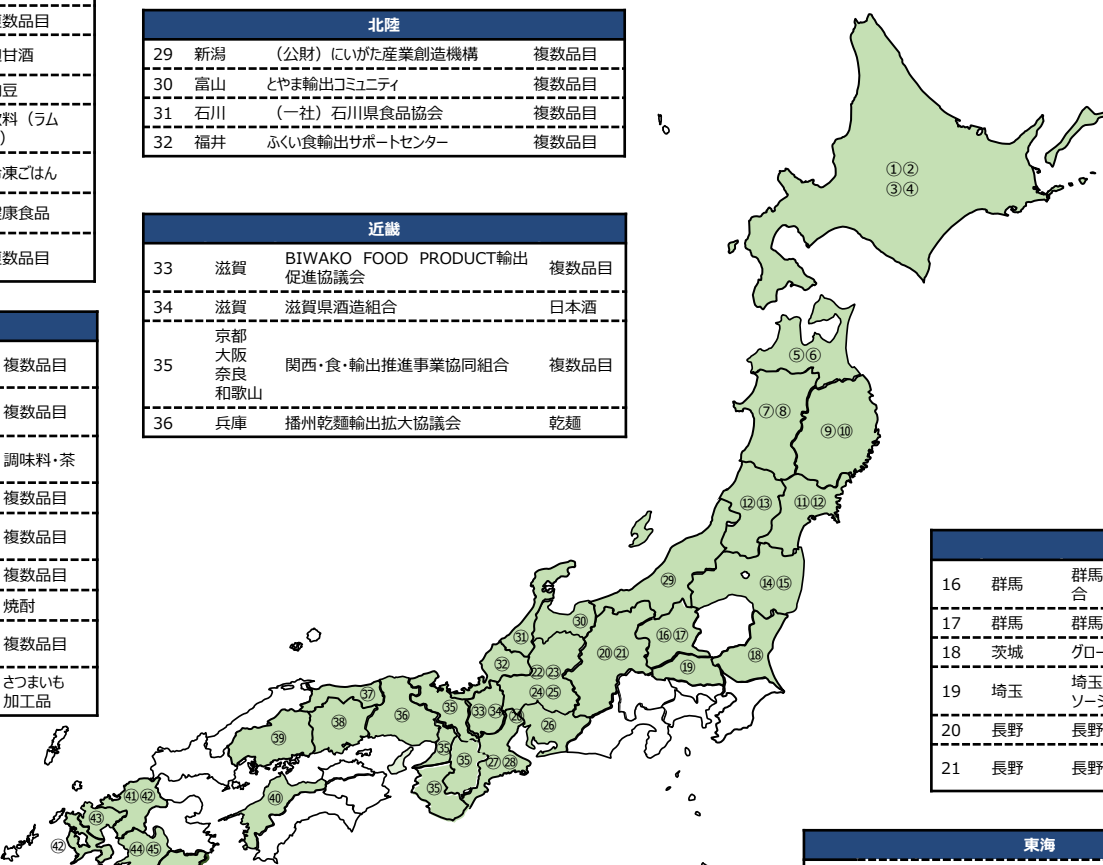 複数品目
甘酒
豆
料（ラム
）
凍ごはん
康食品
複数品目
複数品目
複数品目
調味料・茶
複数品目
複数品目
複数品目
焼酎
複数品目
さつまいも
加工品
北陸
29 新潟 （公財）にいがた産業創造機構 複数品目
30 富山 とやま輸出コミュニティ 複数品目
31 石川 （一社）石川県食品協会 複数品目
32 福井 ふくい食輸出サポートセンター 複数品目
近畿
33 滋賀 BIWAKO FOOD PRODUCT輸出
促進協議会 複数品目
34 滋賀 滋賀県酒造組合 日本酒
35 京都
大阪
奈良
和歌山 関西・食・輸出推進事業協同組合 複数品目
36 兵庫 播州乾麺輸出拡大協議会 乾麺
①②
③④
⑤⑥
⑦⑧
⑨⑩
⑫⑬
⑪⑫
⑭⑮
㉙
㉚
㉛
㉜
⑯⑰
⑱
⑲
⑳㉑
㉒㉓
㉔㉕
㉖
㉖
㉗㉘
㉝㉞
㉟
㉟
㉟
㉟
㊱
㊲
㊳
㊴
㊵
㊶㊷
㊸
㊷
㊹㊺
16 群馬 群馬
合
17 群馬 群馬
18 茨城 グロー
19 埼玉 埼玉
ソーシ
20 長野 長野
21 長野 長野
東海